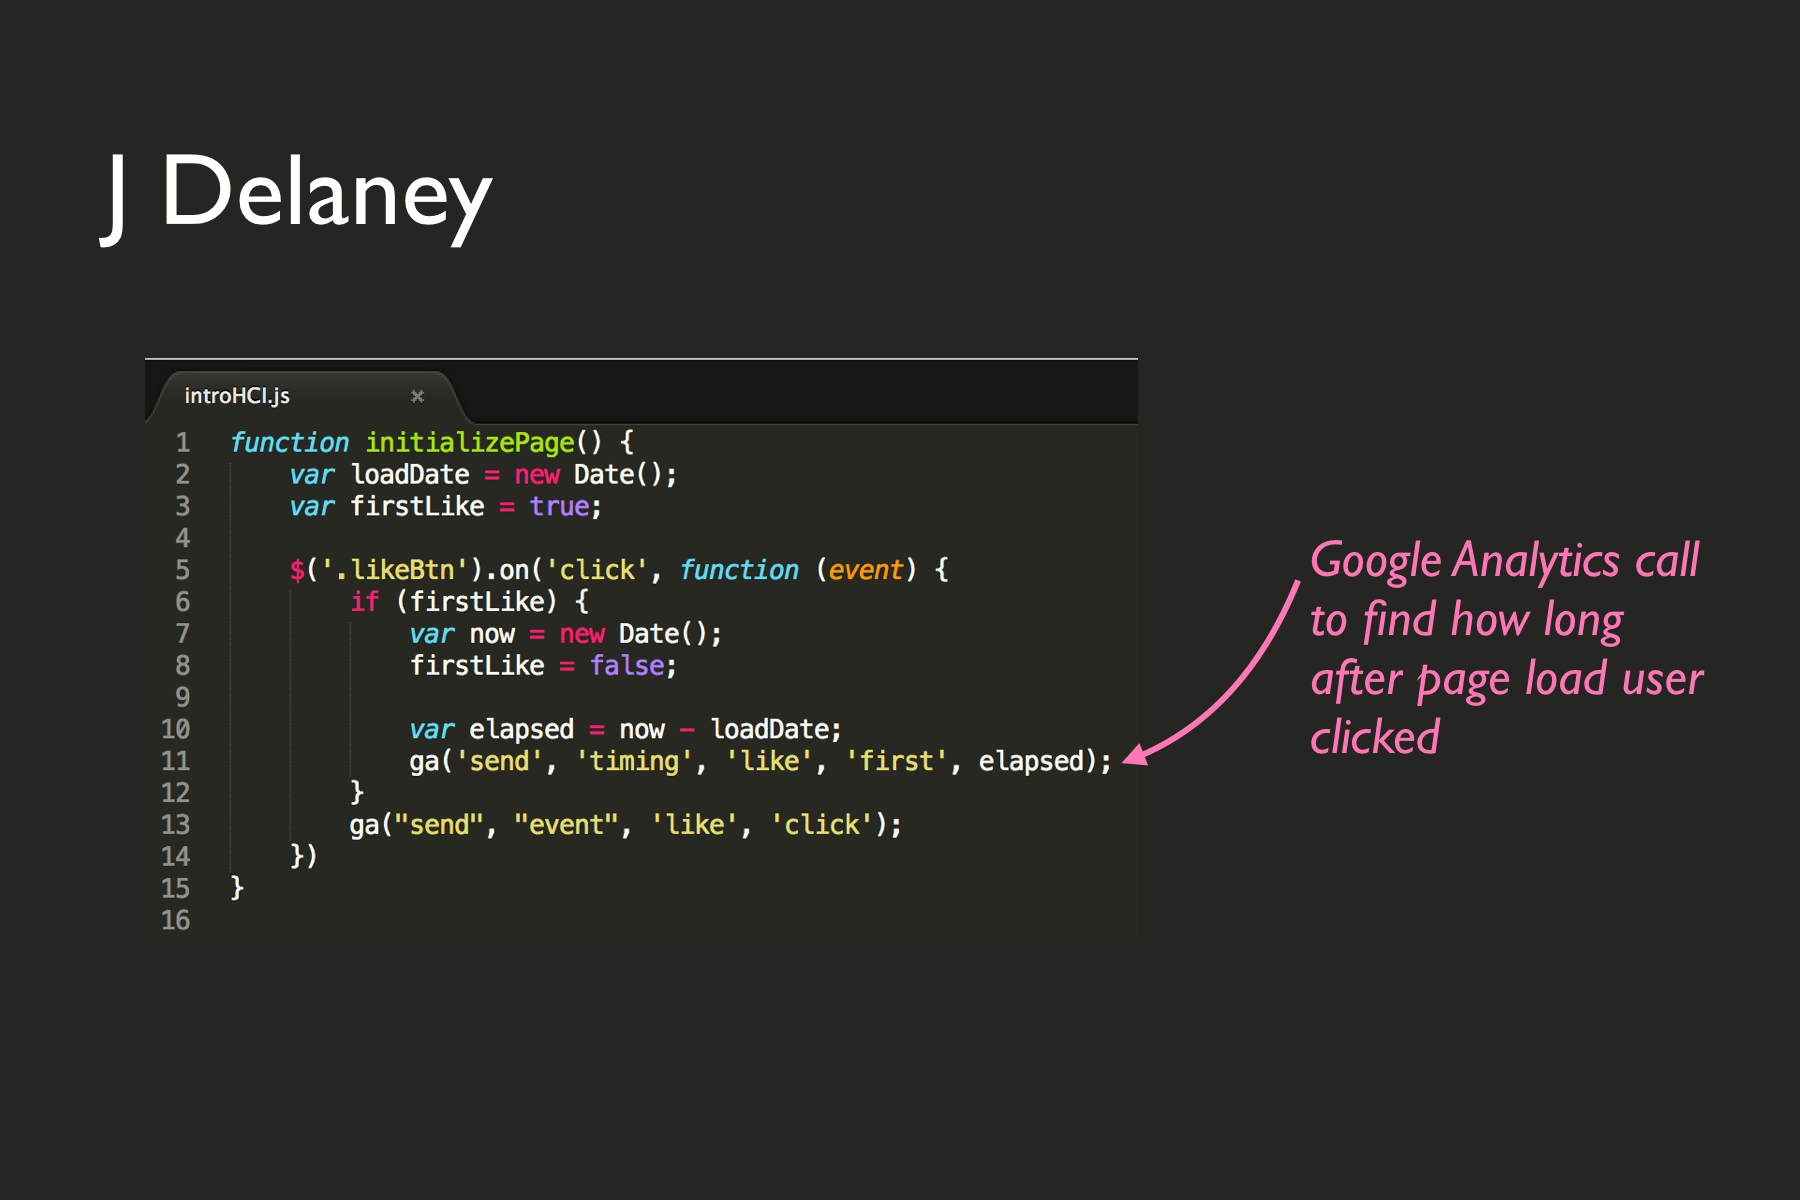 J Delaney
introHCI.js ×
1 function initializePage() {
2     var loadDate = new Date();
3     var firstLike = true;
4
5     $('.likeBtn').on('click', function (event) {
6         if (firstLike) {
7             var now = new Date();
8             firstLike = false;
9
10             var elapsed = now - loadDate;
11             ga('send', 'timing', 'like', 'first', elapsed);
12         }
13         ga("send", "event", 'like', 'click');
14     })
15 }
16
Google Analytics call
to find how long
after page load user
clicked